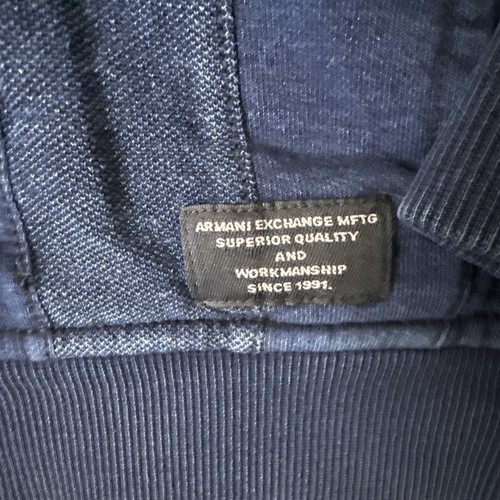 ARMANI EXCHANGE MFTG
SUPERIOR QUALITY
AND
WORKMANSHIP
SINCE 1991.